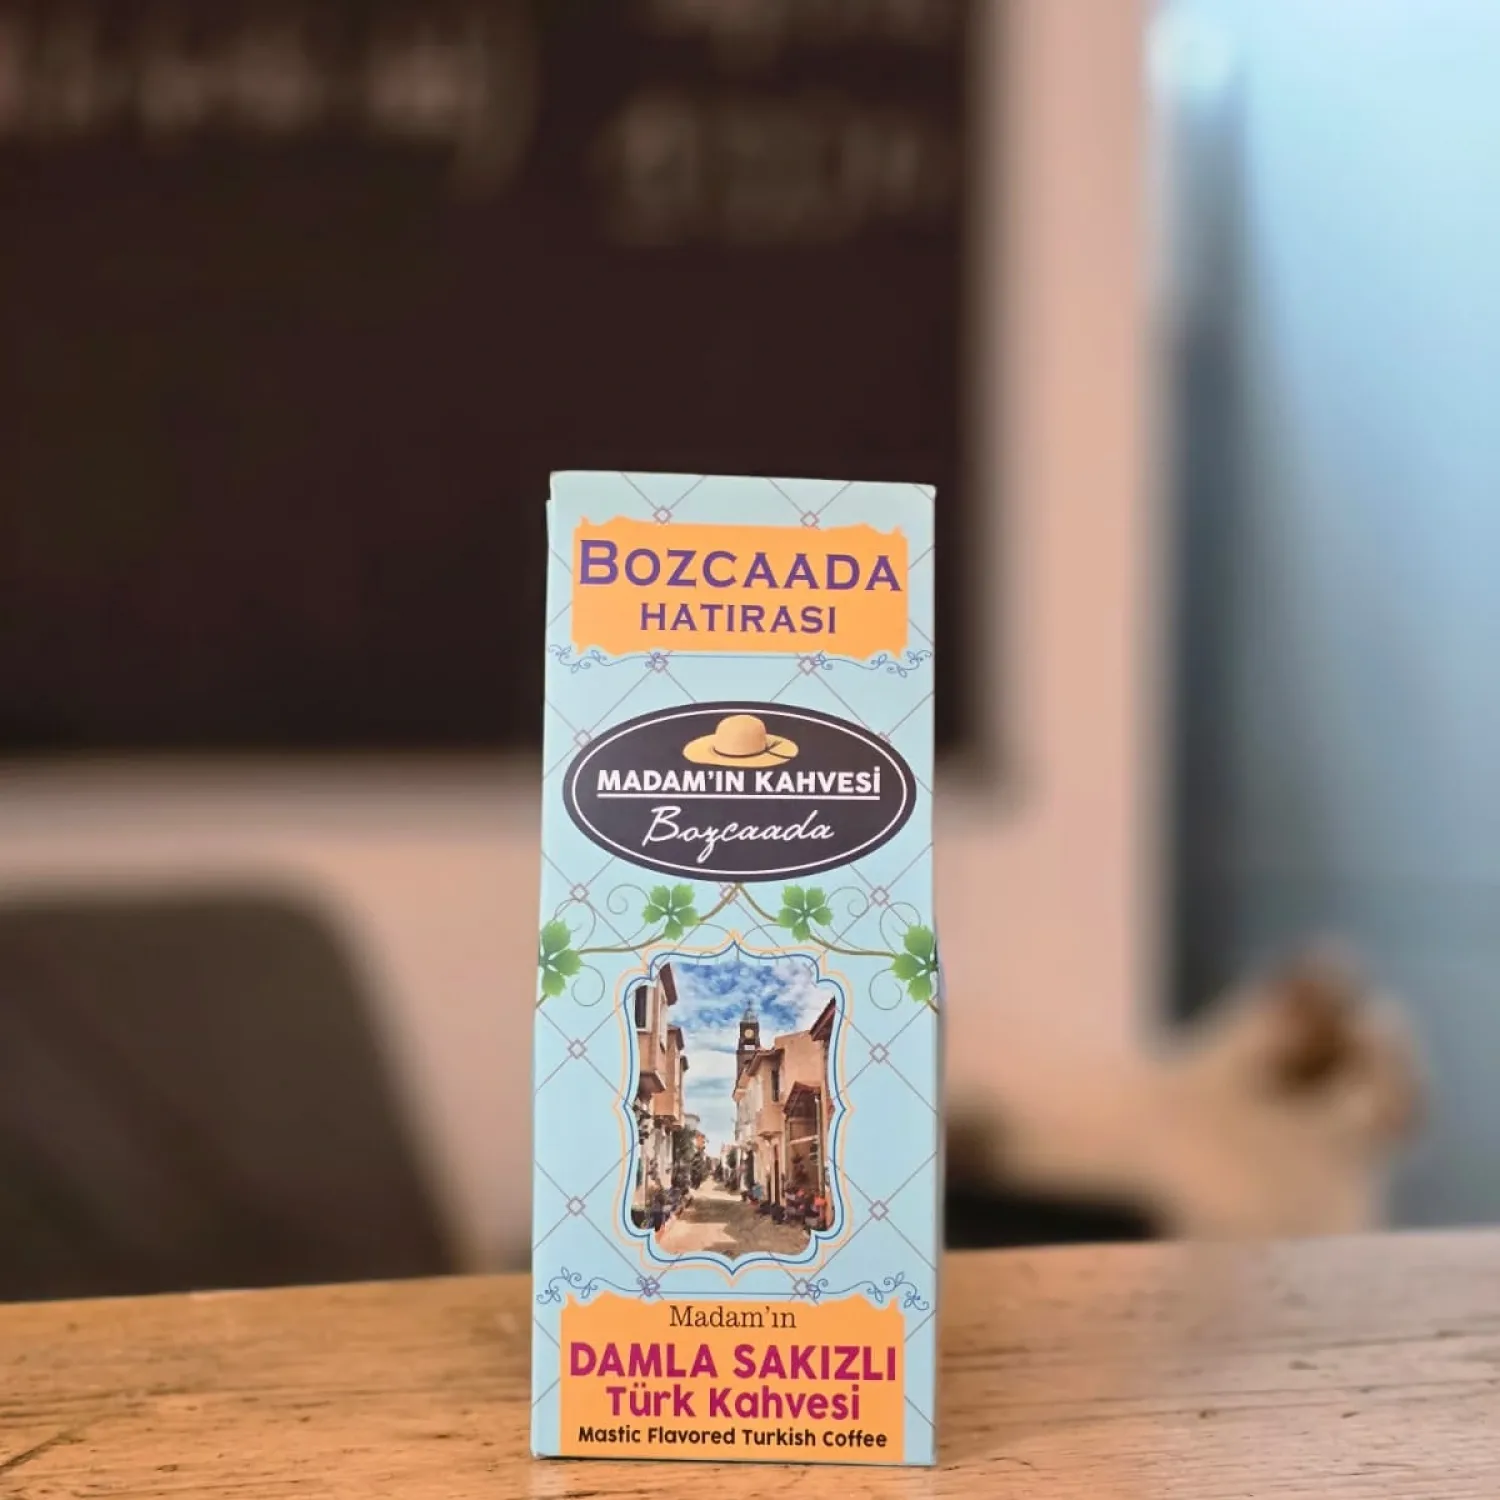 BOZCAADA
HATIRASI
MADAM'IN KAHVESİ
Bozcaada
Madam'ın
DAMLA SAKIZLI
Türk Kahvesi
Mastic Flavored Turkish Coffee